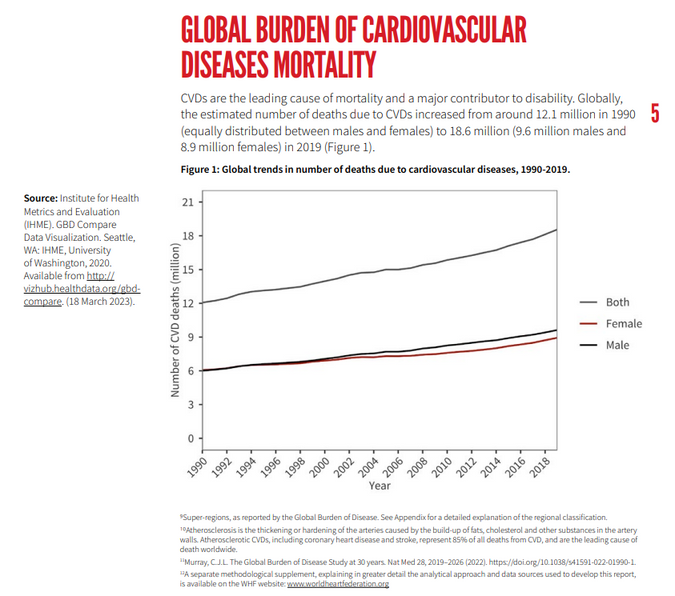 GLOBAL BURDEN OF CARDIOVASCULAR
DISEASES MORTALITY
CVDs are the leading cause of mortality and a major contributor to disability. Globally,
the estimated number of deaths due to CVDs increased from around 12.1 million in 1990
(equally distributed between males and females) to 18.6 million (9.6 million males and
8.9 million females) in 2019 (Figure 1).
5
Figure 1: Global trends in number of deaths due to cardiovascular diseases, 1990-2019.
Source: Institute for Health
Metrics and Evaluation
(IHME). GBD Compare
Data Visualization. Seattle,
WA: IHME, University
of Washington, 2020.
Available from http://
vizhub.healthdata.org/gbd-
compare. (18 March 2023).
Number of CVD deaths (million)
21
18
15
12
9
6
3
0
1990
1992
1994
1996
1998
2000
2002
2004
2006
2008
2010
2012
2014
2016
2018
Year
Both
Female
Male
⁹Super-regions, as reported by the Global Burden of Disease. See Appendix for a detailed explanation of the regional classification.
¹⁰Atherosclerosis is the thickening or hardening of the arteries caused by the build-up of fats, cholesterol and other substances in the artery
walls. Atherosclerotic CVDs, including coronary heart disease and stroke, represent 85% of all deaths from CVD, and are the leading cause of
death worldwide.
¹¹Murray, C.J.L. The Global Burden of Disease Study at 30 years. Nat Med 28, 2019–2026 (2022). https://doi.org/10.1038/s41591-022-01990-1.
¹²A separate methodological supplement, explaining in greater detail the analytical approach and data sources used to develop this report,
is available on the WHF website: www.worldheartfederation.org